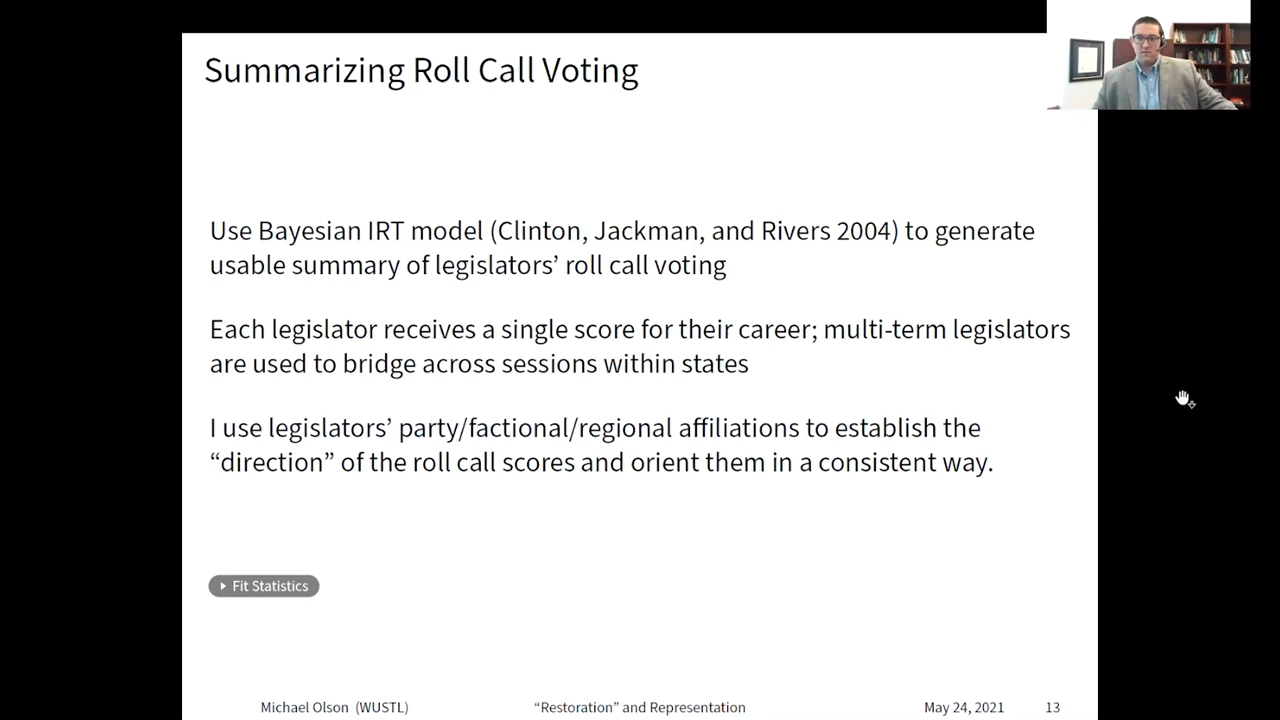 Summarizing Roll Call Voting
Use Bayesian IRT model (Clinton, Jackman, and Rivers 2004) to generate
usable summary of legislators’ roll call voting
Each legislator receives a single score for their career; multi-term legislators
are used to bridge across sessions within states
I use legislators’ party/factional/regional affiliations to establish the
“direction” of the roll call scores and orient them in a consistent way.
Fit Statistics
Michael Olson (WUSTL) “Restoration” and Representation May 24, 2021 13